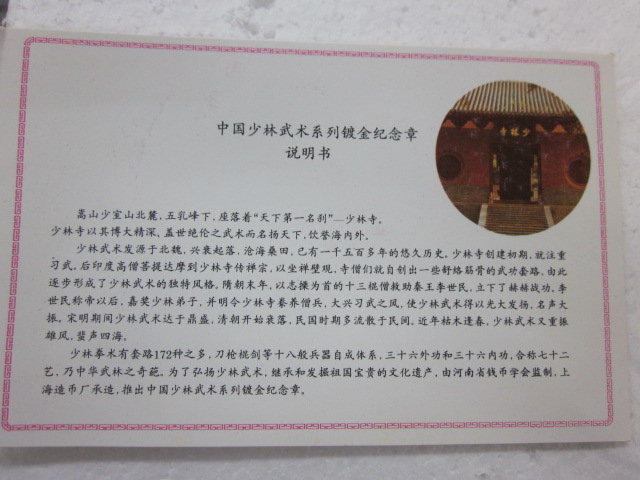 少林寺
中国少林武术系列镀金纪念章
说明书
嵩山少室山北麓，五乳峰下，座落着“天下第一名刹”—少林寺。
少林寺以其博大精深、盖世绝伦之武术而名扬天下，饮誉海内外。
少林武术发源于北魏，兴衰起落，沧海桑田，已有一千五百多年的悠久历史。少林寺创建初期，就注重
习武，后印度高僧菩提达摩到少林寺传禅宗，以坐禅壁观，寺僧们就自创出一些舒络筋骨的武功套路，由此
逐步形成了少林武术的独特风格。隋朝末年，以志操为首的十三棍僧救助秦王李世民，立下了赫赫战功，李
世民称帝以后，嘉奖少林弟子，并明令少林寺豢养僧兵，大兴习武之风，使少林武术得以光大发扬，名声大
振。宋明期间少林武术达于鼎盛，清朝开始衰落，民国时期多流散于民间。近年枯木逢春，少林武术又重振
雄风，蜚声四海。
少林拳术有套路172种之多，刀枪棍剑等十八般兵器自成体系，三十六外功和三十六内功，合称七十二
艺，乃中华武林之奇葩。为了弘扬少林武术，继承和发掘祖国宝贵的文化遗产，由河南省钱币学会监制，上
海造币厂承造，推出中国少林武术系列镀金纪念章。